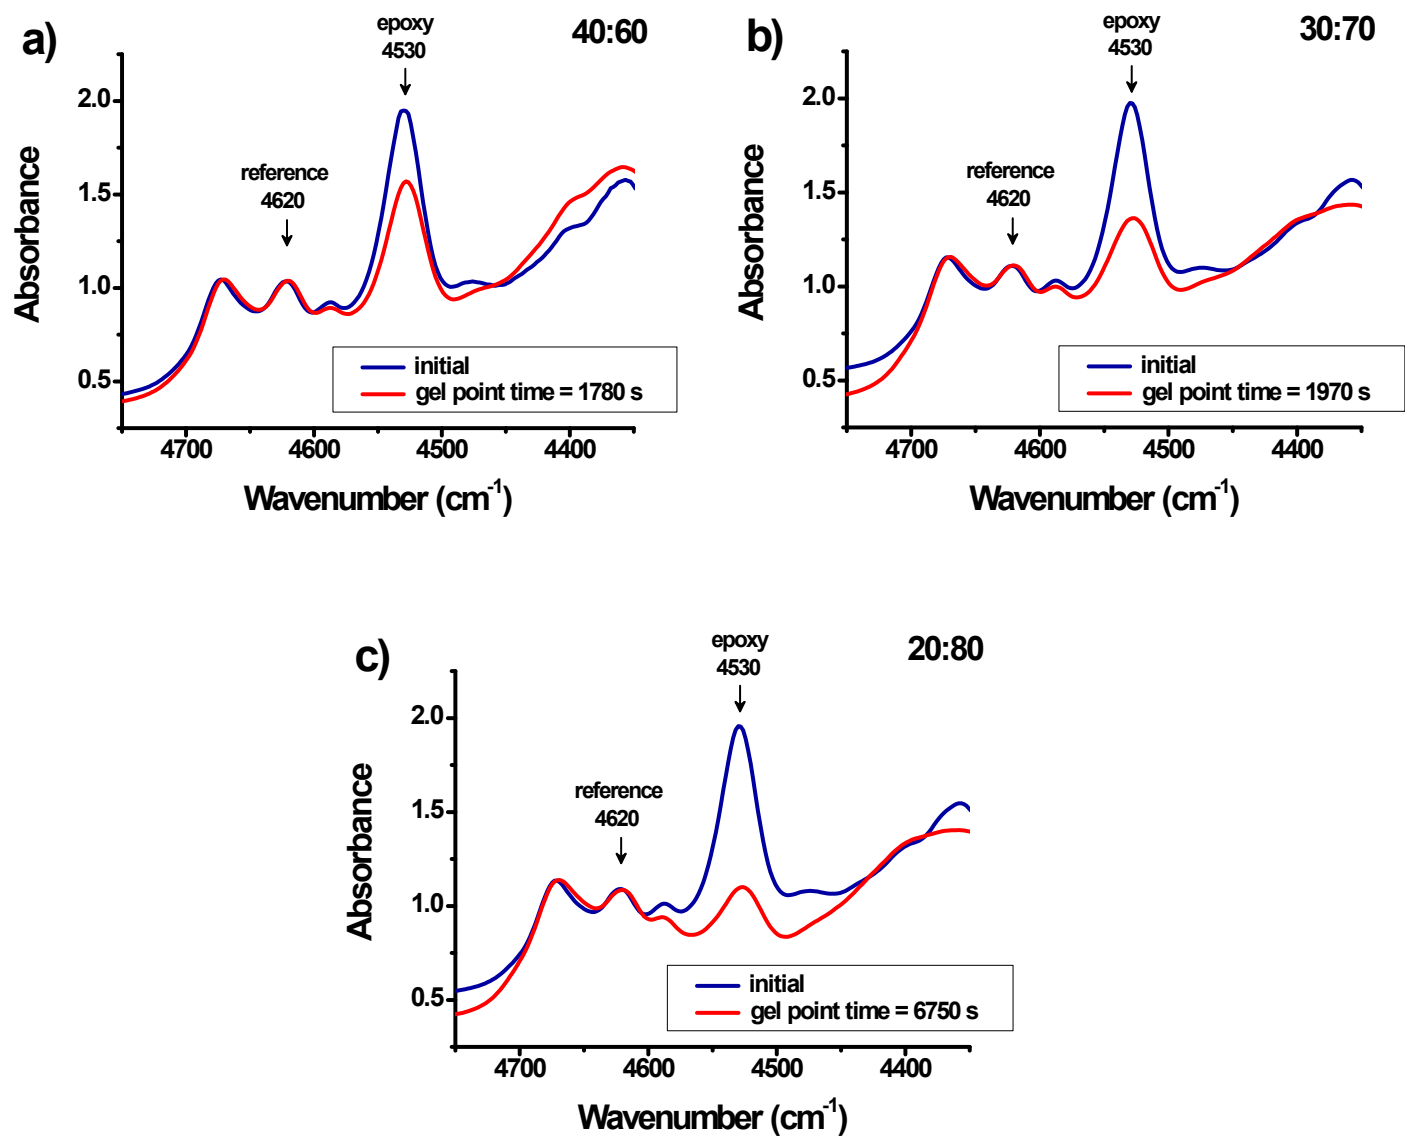 a)
epoxy
4530
40:60
reference
4620
2.0
1.5
1.0
0.5
Absorbance
initial
gel point time = 1780 s
4700 4600 4500 4400
Wavenumber (cm⁻¹)
b)
epoxy
4530
30:70
reference
4620
2.0
1.5
1.0
0.5
Absorbance
initial
gel point time = 1970 s
4700 4600 4500 4400
Wavenumber (cm⁻¹)
c)
epoxy
4530
20:80
reference
4620
2.0
1.5
1.0
0.5
Absorbance
initial
gel point time = 6750 s
4700 4600 4500 4400
Wavenumber (cm⁻¹)